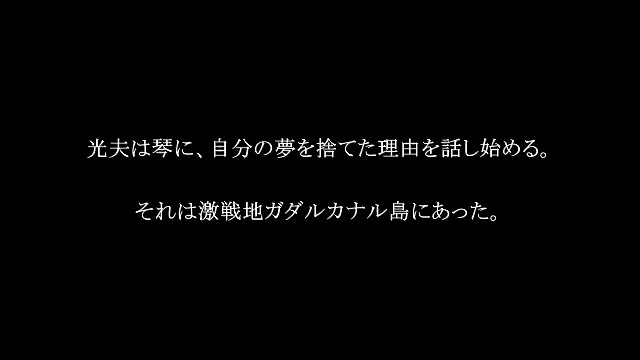 光夫は琴に、自分の夢を捨てた理由を話し始める。
それは激戦地ガダルカナル島にあった。